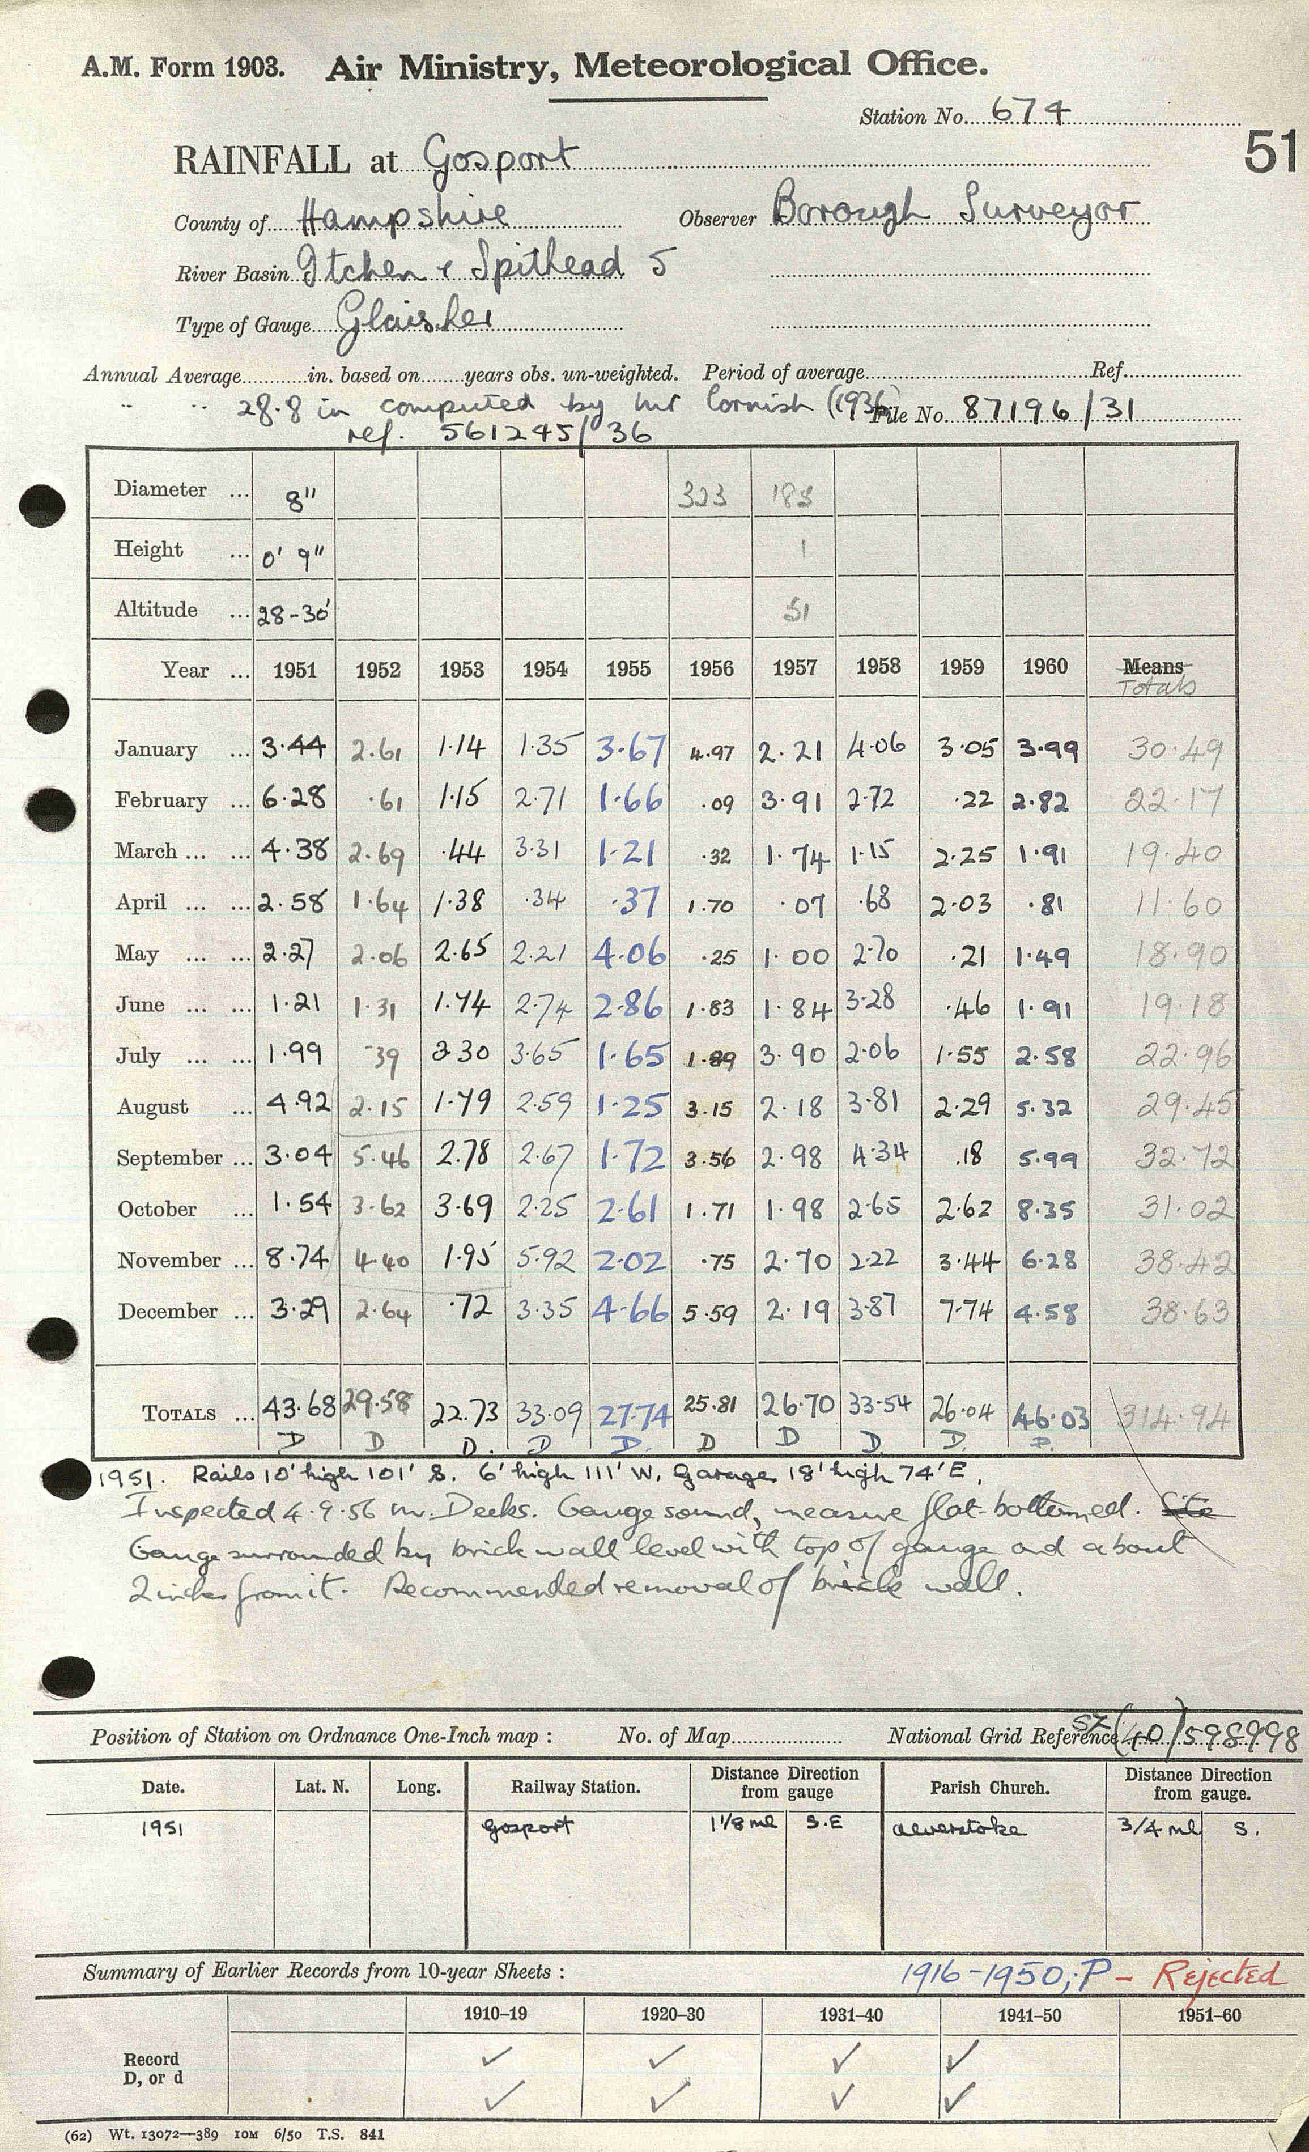 A.M. Form 1903. Air Ministry, Meteorological Office.
Station No. 674
51
RAINFALL at Gosport
County of Hampshire Observer Borough Surveyor
River Basin Itchen & Spithead 5
Type of Gauge Glaisher
Annual Average in. based on years obs. un-weighted. Period of average Ref.
" " 28.8 in computed by Mr Cornish (1936) File No. 87196/31
ref. 561245/36
Diameter ... 8" 323 183
Height ... 0' 9" 1
Altitude ... 28-30' 51
Year ... 1951 1952 1953 1954 1955 1956 1957 1958 1959 1960 Means
Totals
January ... 3.44 2.61 1.14 1.35 3.67 4.97 2.21 4.06 3.05 3.99 30.49
February ... 6.28 .61 1.15 2.71 1.66 .09 3.91 2.72 .22 2.82 22.17
March ... ... 4.38 2.69 .44 3.31 1.21 .32 1.74 1.15 2.25 1.91 19.40
April ... ... 2.58 1.64 1.38 .34 .37 1.70 .07 .68 2.03 .81 11.60
May ... ... 2.27 2.06 2.65 2.21 4.06 .25 1.00 2.70 .21 1.49 18.90
June ... ... 1.21 1.31 1.74 2.74 2.86 1.83 1.84 3.28 .46 1.91 19.18
July ... ... 1.99 .39 3.30 3.65 1.65 1.89 3.90 2.06 1.55 2.58 22.96
August ... 4.92 2.15 1.79 2.59 1.25 3.15 2.18 3.81 2.29 5.32 29.45
September ... 3.04 5.46 2.78 2.67 1.72 3.56 2.98 4.34 .18 5.99 32.72
October ... 1.54 3.62 3.69 2.25 2.61 1.71 1.98 2.65 2.62 8.35 31.02
November ... 8.74 4.40 1.95 5.92 2.02 .75 2.70 2.22 3.44 6.28 38.42
December ... 3.29 2.64 .72 3.35 4.66 5.59 2.19 3.87 7.74 4.58 38.63
TOTALS ... 43.68 29.58 22.73 33.09 27.74 25.81 26.70 33.54 26.04 46.03 314.94
D D D. D D. D D D. D. D.
1951. Rails 10' high 101' S. 6' high 111' W. Garage 18' high 74' E.
Inspected 4.9.56 Mr. Deeks. Gauge sound, measure flat-bottomed. Site
Gauge surrounded by brick wall level with top of gauge and about
2 inches from it. Recommended removal of brick wall.
Position of Station on Ordnance One-Inch map : No. of Map National Grid Reference SZ (40) 598998
Date. Lat. N. Long. Railway Station. Distance Direction from gauge Parish Church. Distance Direction from gauge.
1951 Gosport 1 1/8 ml S.E Alverstoke 3/4 ml S.
Summary of Earlier Records from 10-year Sheets : 1916-1950; P - Rejected
1910–19 1920–30 1931–40 1941–50 1951–60
Record ✓ ✓ ✓ ✓
D, or d ✓ ✓ ✓ ✓
(62) Wt. 13072—389 10M 6/50 T.S. 841